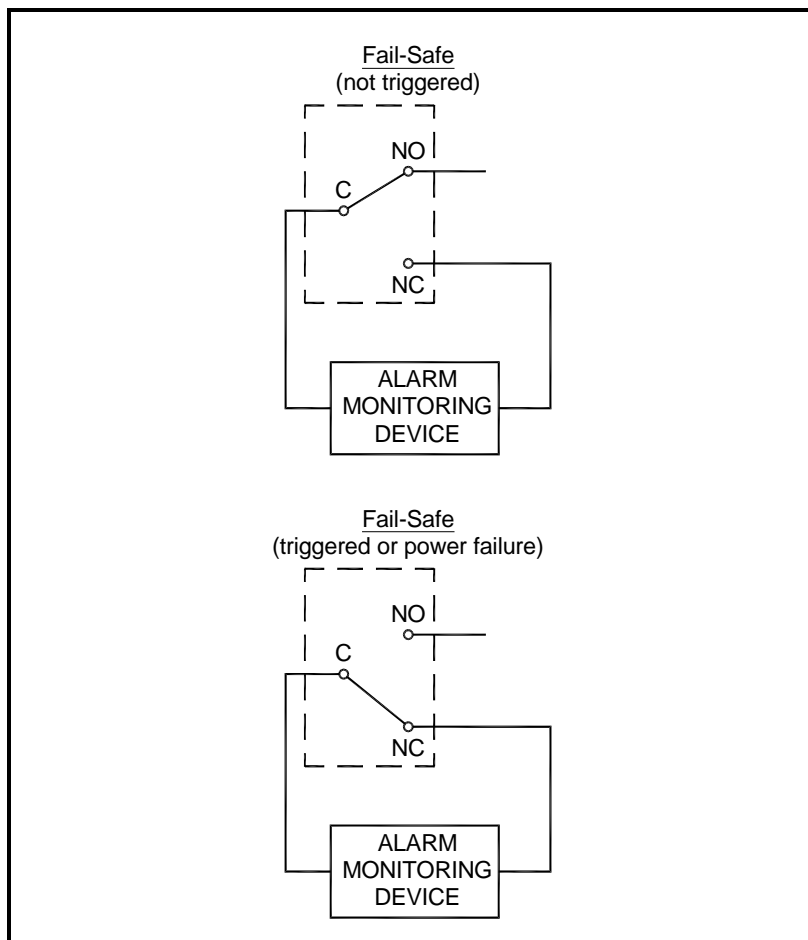 Fail-Safe
(not triggered)
NO
C
NC
ALARM
MONITORING
DEVICE
Fail-Safe
(triggered or power failure)
NO
C
NC
ALARM
MONITORING
DEVICE